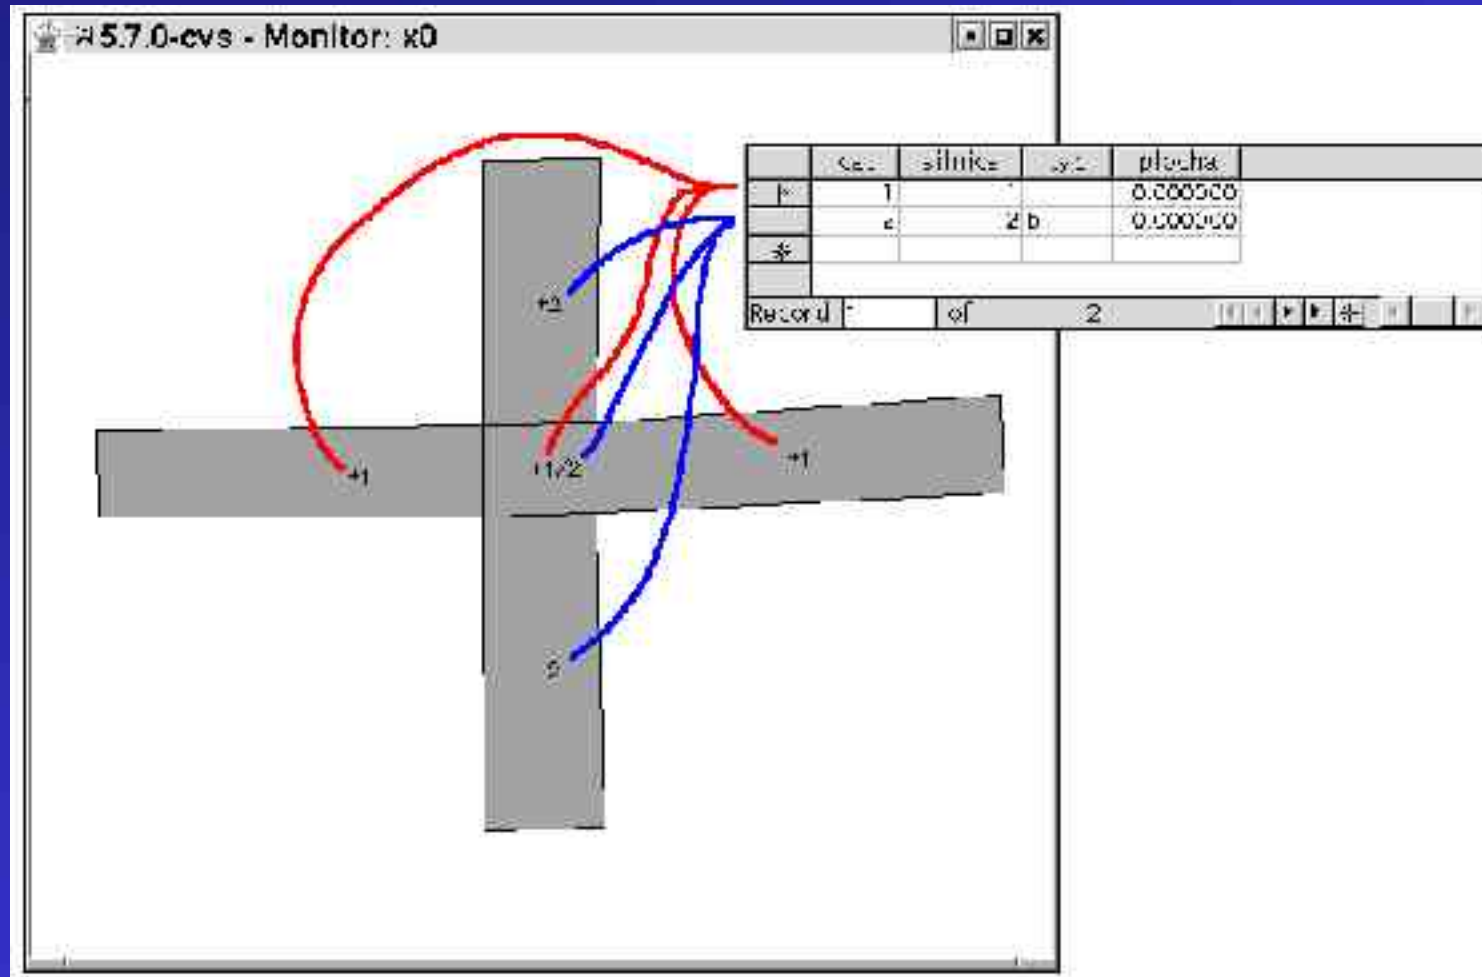 5.7.0-cvs - Monitor: x0
silnice plocha
1 0.000000
2 b 0.000000
Record 1 of 2
+2
+1
+1/2
+1
2